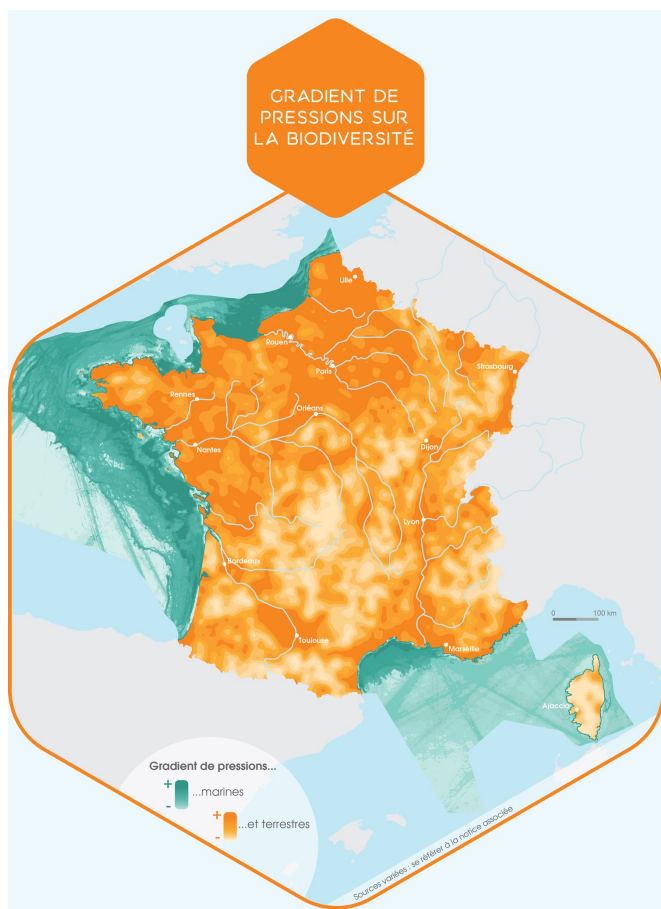 GRADIENT DE
PRESSIONS SUR
LA BIODIVERSITÉ
Lille
Rouen
Paris
Strasbourg
Rennes
Orléans
Nantes
Dijon
Lyon
Bordeaux
0 100 km
Toulouse
Marseille
Ajaccio
Gradient de pressions...
+
...marines
-
+
...et terrestres
-
Sources variées : se référer à la notice associée